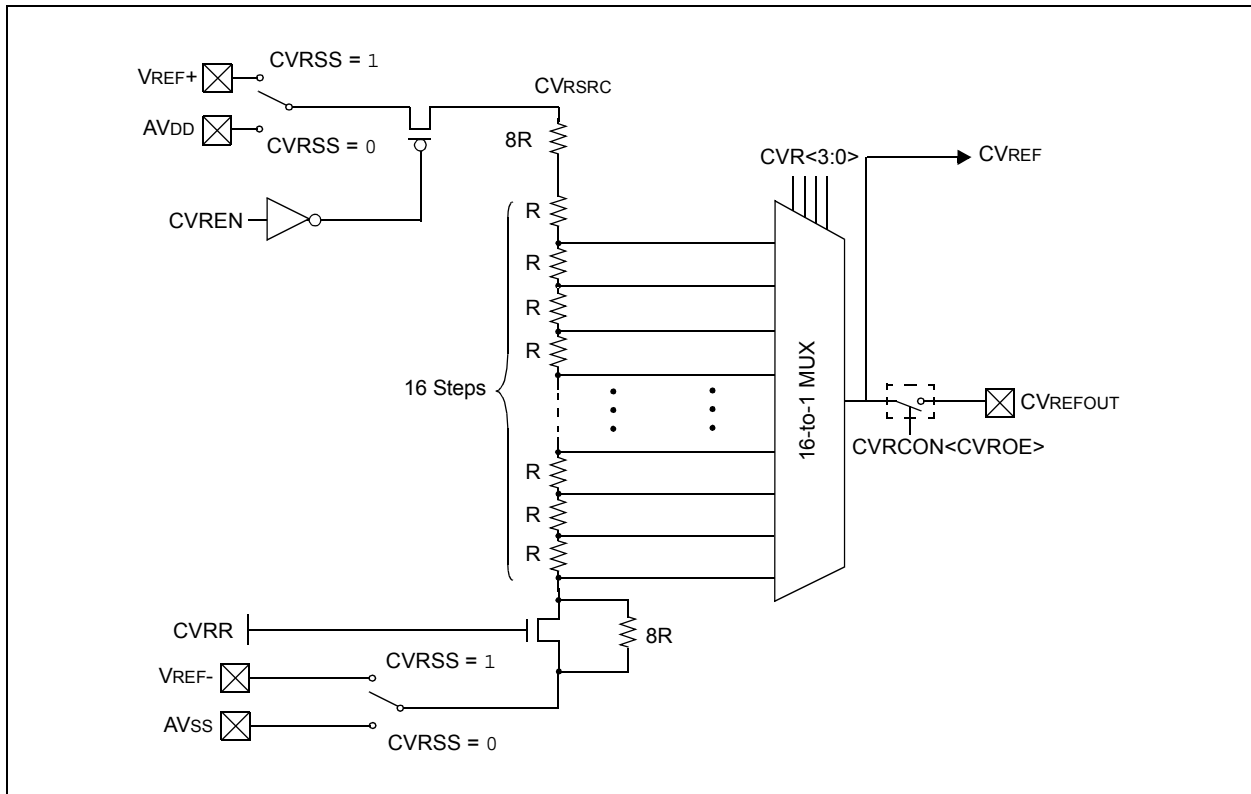 CVRSS = 1
VREF+
CVRSRC
AVDD
8R
CVRSS = 0
CVR<3:0>
CVREF
CVREN
R
R
R
R
16 Steps
16-to-1 MUX
CVREFOUT
CVRCON<CVROE>
R
R
R
CVRR
8R
CVRSS = 1
VREF-
AVSS
CVRSS = 0